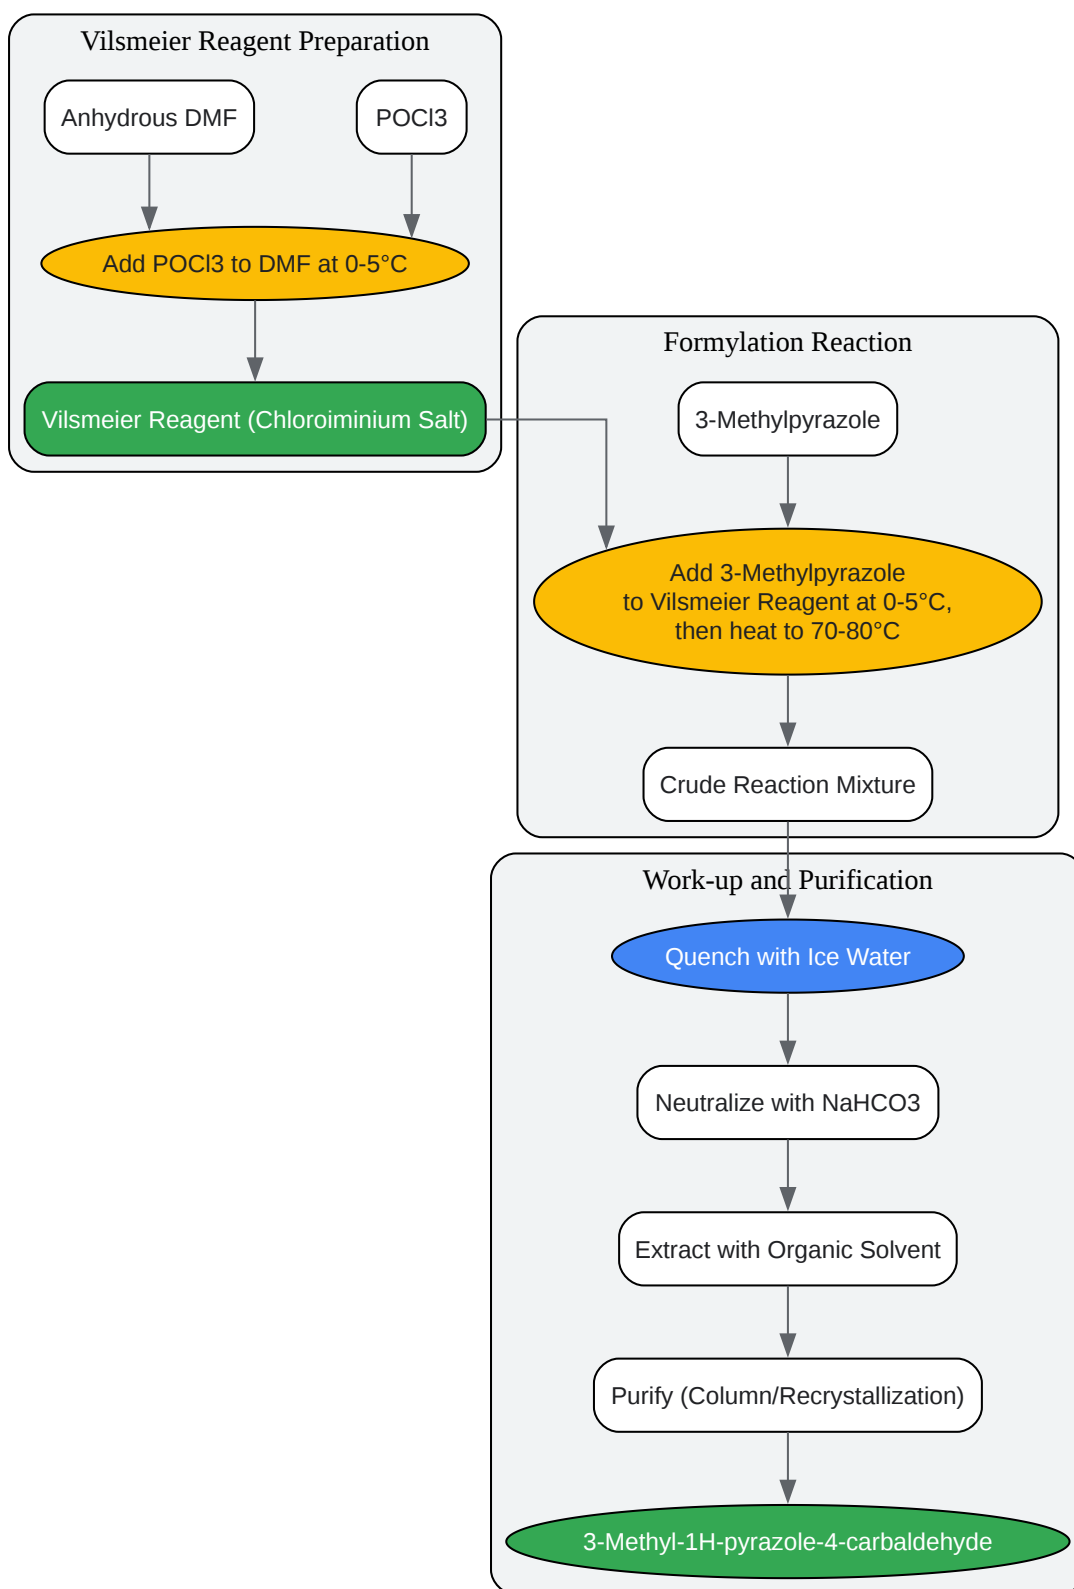 Vilsmeier Reagent Preparation
Anhydrous DMF
POCl3
Add POCl3 to DMF at 0-5°C
Vilsmeier Reagent (Chloroiminium Salt)
Formylation Reaction
3-Methylpyrazole
Add 3-Methylpyrazole
to Vilsmeier Reagent at 0-5°C,
then heat to 70-80°C
Crude Reaction Mixture
Work-up and Purification
Quench with Ice Water
Neutralize with NaHCO3
Extract with Organic Solvent
Purify (Column/Recrystallization)
3-Methyl-1H-pyrazole-4-carbaldehyde